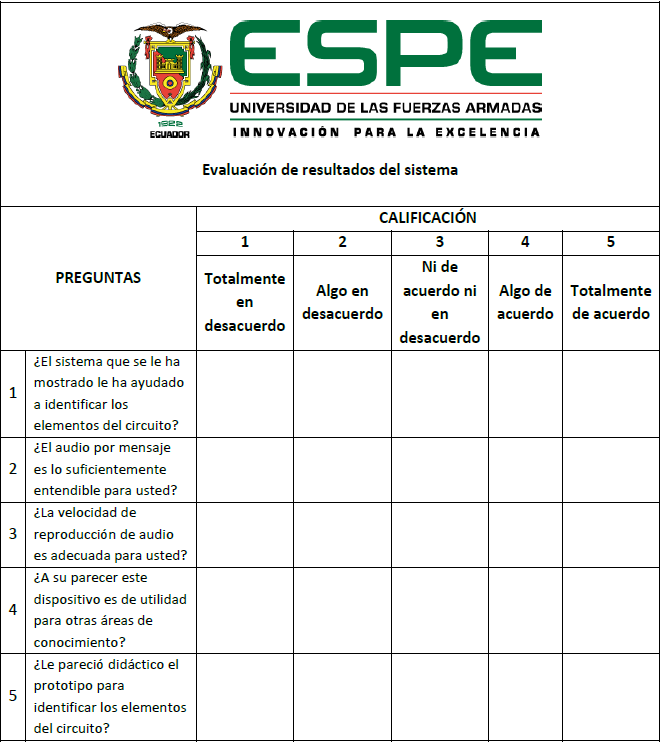 ESPE
UNIVERSIDAD DE LAS FUERZAS ARMADAS
INNOVACIÓN PARA LA EXCELENCIA
1922
ECUADOR
Evaluación de resultados del sistema
PREGUNTAS
CALIFICACIÓN
1 2 3 4 5
Totalmente
en
desacuerdo
Algo en
desacuerdo
Ni de
acuerdo ni
en
desacuerdo
Algo de
acuerdo
Totalmente
de acuerdo
1
¿El sistema que se le ha
mostrado le ha ayudado
a identificar los
elementos del circuito?
2
¿El audio por mensaje
es lo suficientemente
entendible para usted?
3
¿La velocidad de
reproducción de audio
es adecuada para usted?
4
¿A su parecer este
dispositivo es de utilidad
para otras áreas de
conocimiento?
5
¿Le pareció didáctico el
prototipo para
identificar los elementos
del circuito?